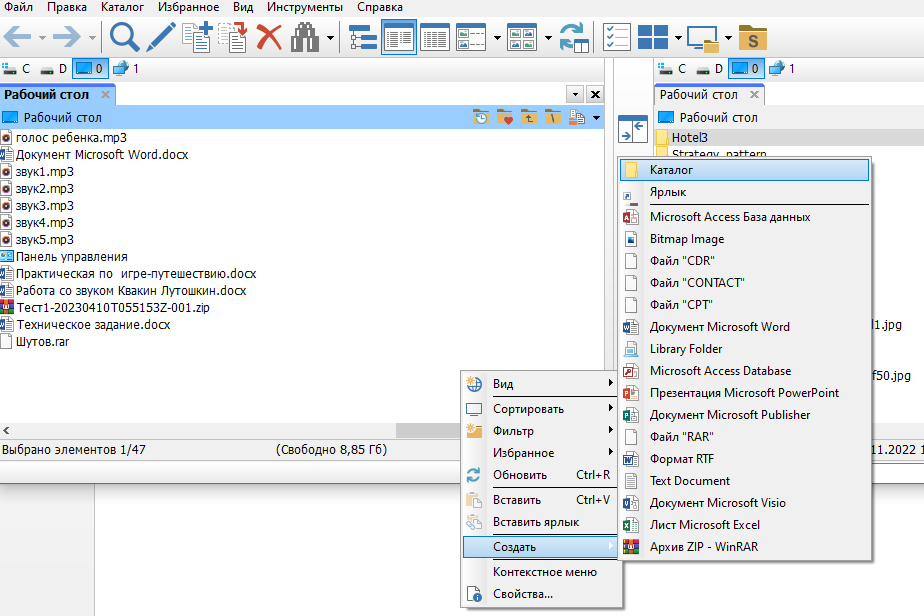 Файл Правка Каталог Избранное Вид Инструменты Справка
S
C D 0 1
C D 0 1
Рабочий стол
Рабочий стол
Рабочий стол
Рабочий стол
голос ребенка.mp3
Документ Microsoft Word.docx
звук1.mp3
звук2.mp3
звук3.mp3
звук4.mp3
звук5.mp3
Панель управления
Практическая по игре-путешествию.docx
Работа со звуком Квакин Лутошкин.docx
Тест1-20230410T055153Z-001.zip
Техническое задание.docx
Шутов.rar
Выбрано элементов 1/47 (Свободно 8,85 Гб)
Hotel3
Strategy_pattern
Каталог
Ярлык
Microsoft Access База данных
Bitmap Image
Файл "CDR"
Файл "CONTACT"
Файл "CPT"
Документ Microsoft Word
Library Folder
Microsoft Access Database
Презентация Microsoft PowerPoint
Документ Microsoft Publisher
Файл "RAR"
Формат RTF
Text Document
Документ Microsoft Visio
Лист Microsoft Excel
Архив ZIP - WinRAR
l1.jpg
f50.jpg
11.2022 1
Вид
Сортировать
Фильтр
Избранное
Обновить Ctrl+R
Вставить Ctrl+V
Вставить ярлык
Создать
Контекстное меню
Свойства...